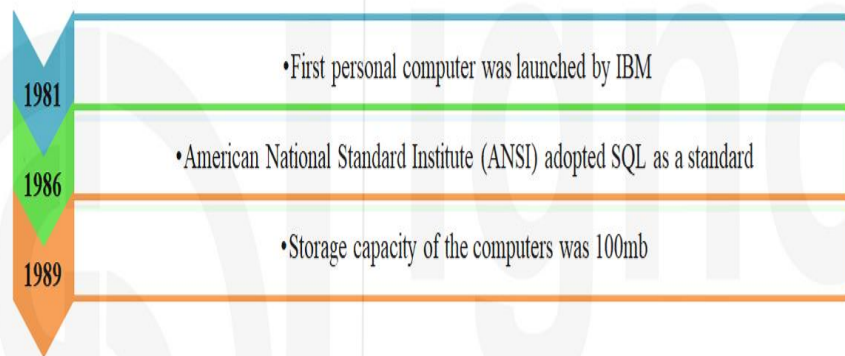 1981
•First personal computer was launched by IBM
1986
•American National Standard Institute (ANSI) adopted SQL as a standard
1989
•Storage capacity of the computers was 100mb